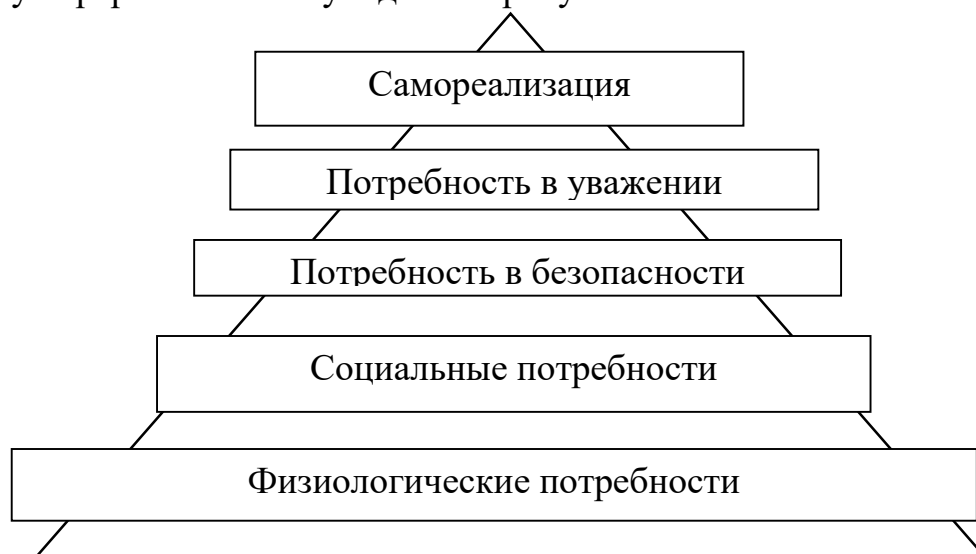 Самореализация
Потребность в уважении
Потребность в безопасности
Социальные потребности
Физиологические потребности